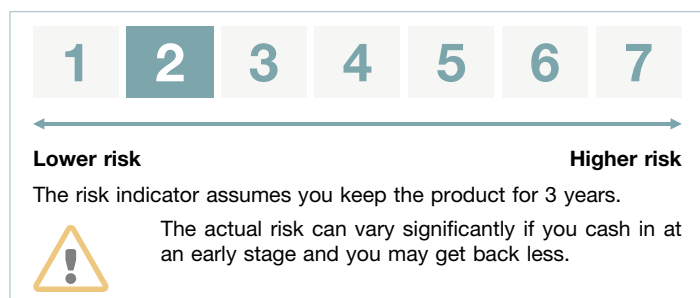 1 2 3 4 5 6 7
Lower risk Higher risk
The risk indicator assumes you keep the product for 3 years.
The actual risk can vary significantly if you cash in at
an early stage and you may get back less.